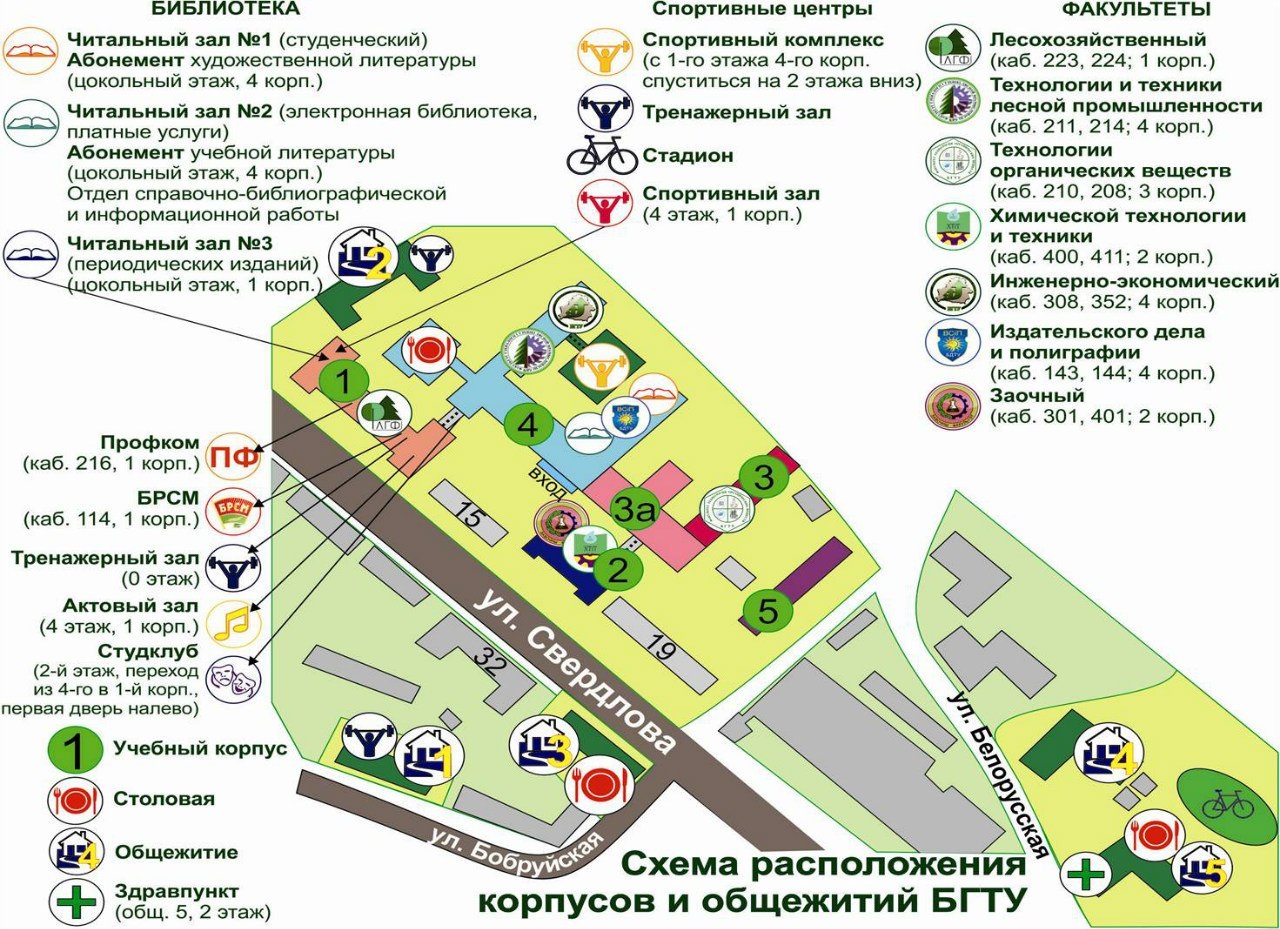 БИБЛИОТЕКА
Читальный зал №1 (студенческий)
Абонемент художественной литературы
(цокольный этаж, 4 корп.)
Читальный зал №2 (электронная библиотека,
платные услуги)
Абонемент учебной литературы
(цокольный этаж, 4 корп.)
Отдел справочно-библиографической
и информационной работы
Читальный зал №3
(периодических изданий)
(цокольный этаж, 1 корп.)
Спортивные центры
Спортивный комплекс
(с 1-го этажа 4-го корп.
спуститься на 2 этажа вниз)
Тренажерный зал
Стадион
Спортивный зал
(4 этаж, 1 корп.)
ФАКУЛЬТЕТЫ
ЛГФ
Лесохозяйственный
(каб. 223, 224; 1 корп.)
Технологии и техники
лесной промышленности
(каб. 211, 214; 4 корп.)
Технологии
органических веществ
(каб. 210, 208; 3 корп.)
ХТиТ
Химической технологии
и техники
(каб. 400, 411; 2 корп.)
Инженерно-экономический
(каб. 308, 352; 4 корп.)
БДТУ
Издательского дела
и полиграфии
(каб. 143, 144; 4 корп.)
Заочный
(каб. 301, 401; 2 корп.)
2
1
ЛГФ
4
БДТУ
вход
3а
3
ХТиТ
2
5
15
19
32
ул. Свердлова
1
3
ул. Бобруйская
ул. Белорусская
4
5
Профком
(каб. 216, 1 корп.)
ПФ
БРСМ
(каб. 114, 1 корп.)
БРСМ
Тренажерный зал
(0 этаж)
Актовый зал
(4 этаж, 1 корп.)
Студклуб
(2-й этаж, переход
из 4-го в 1-й корп.,
первая дверь налево)
1 Учебный корпус
Столовая
4 Общежитие
Здравпункт
(общ. 5, 2 этаж)
Схема расположения
корпусов и общежитий БГТУ